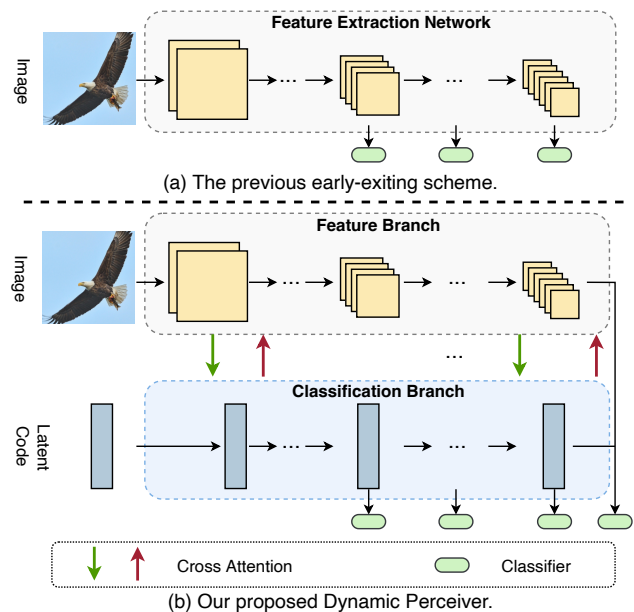 Feature Extraction Network
Image
...
...
(a) The previous early-exiting scheme.
Feature Branch
Image
...
...
...
Classification Branch
Latent
Code
...
...
Cross Attention
Classifier
(b) Our proposed Dynamic Perceiver.